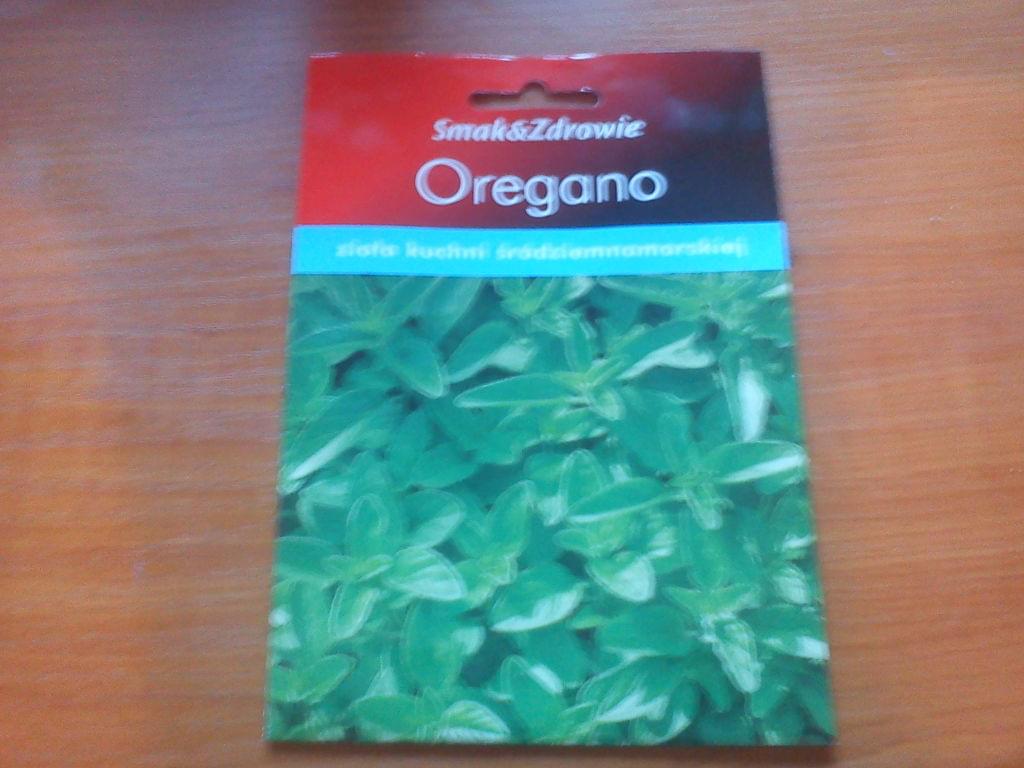 Smak&Zdrowie
Oregano
zioła kuchni śródziemnomorskiej